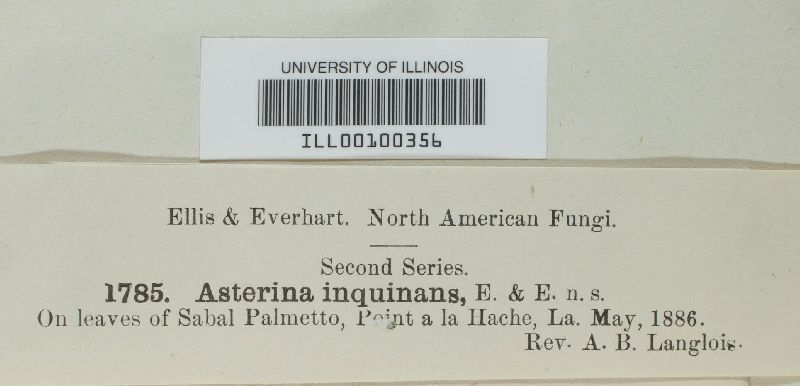 UNIVERSITY OF ILLINOIS
ILL00100356
Ellis & Everhart. North American Fungi.
Second Series.
1785. Asterina inquinans, E. & E. n. s.
On leaves of Sabal Palmetto, Point a la Hache, La. May, 1886.
Rev. A. B. Langlois.